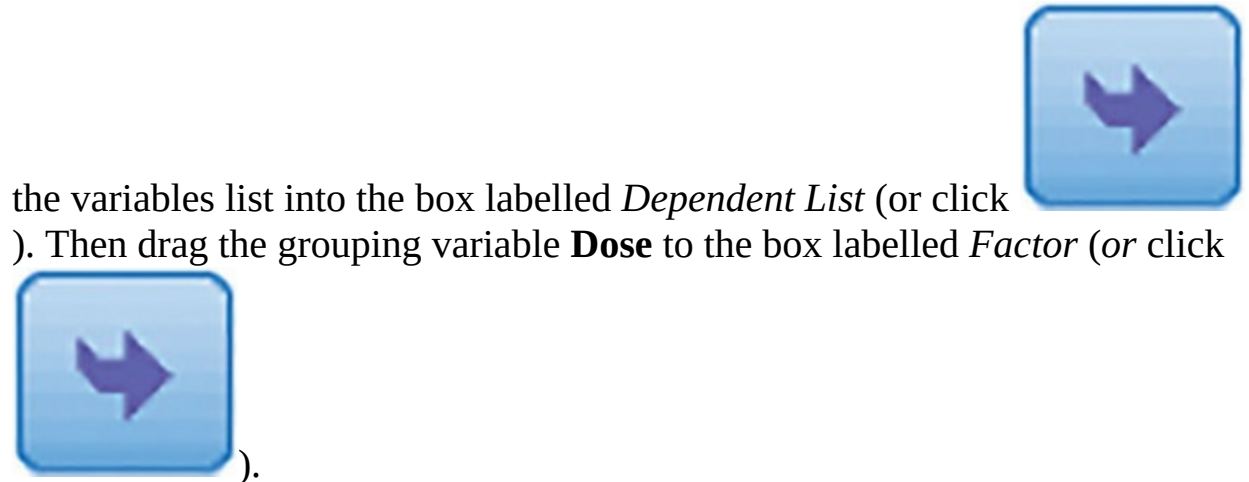 the variables list into the box labelled Dependent List (or click
). Then drag the grouping variable Dose to the box labelled Factor (or click
).